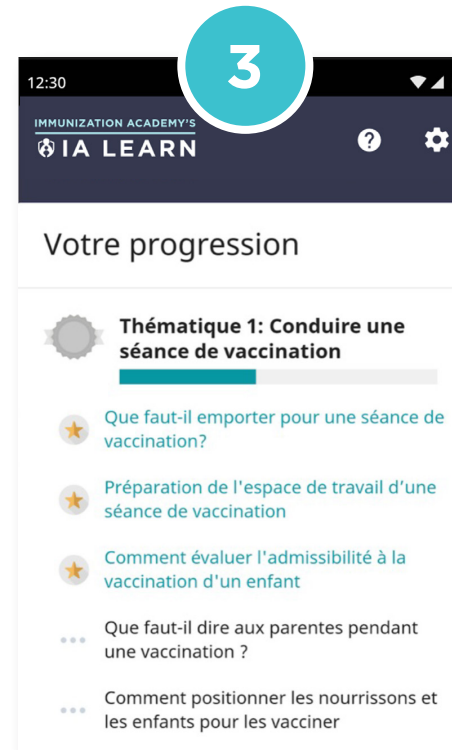 3
12:30
IMMUNIZATION ACADEMY'S
IA LEARN
?
Votre progression
Thématique 1: Conduire une
séance de vaccination
Que faut-il emporter pour une séance de
vaccination?
Préparation de l'espace de travail d’une
séance de vaccination
Comment évaluer l'admissibilité à la
vaccination d'un enfant
Que faut-il dire aux parentes pendant
une vaccination ?
Comment positionner les nourrissons et
les enfants pour les vacciner